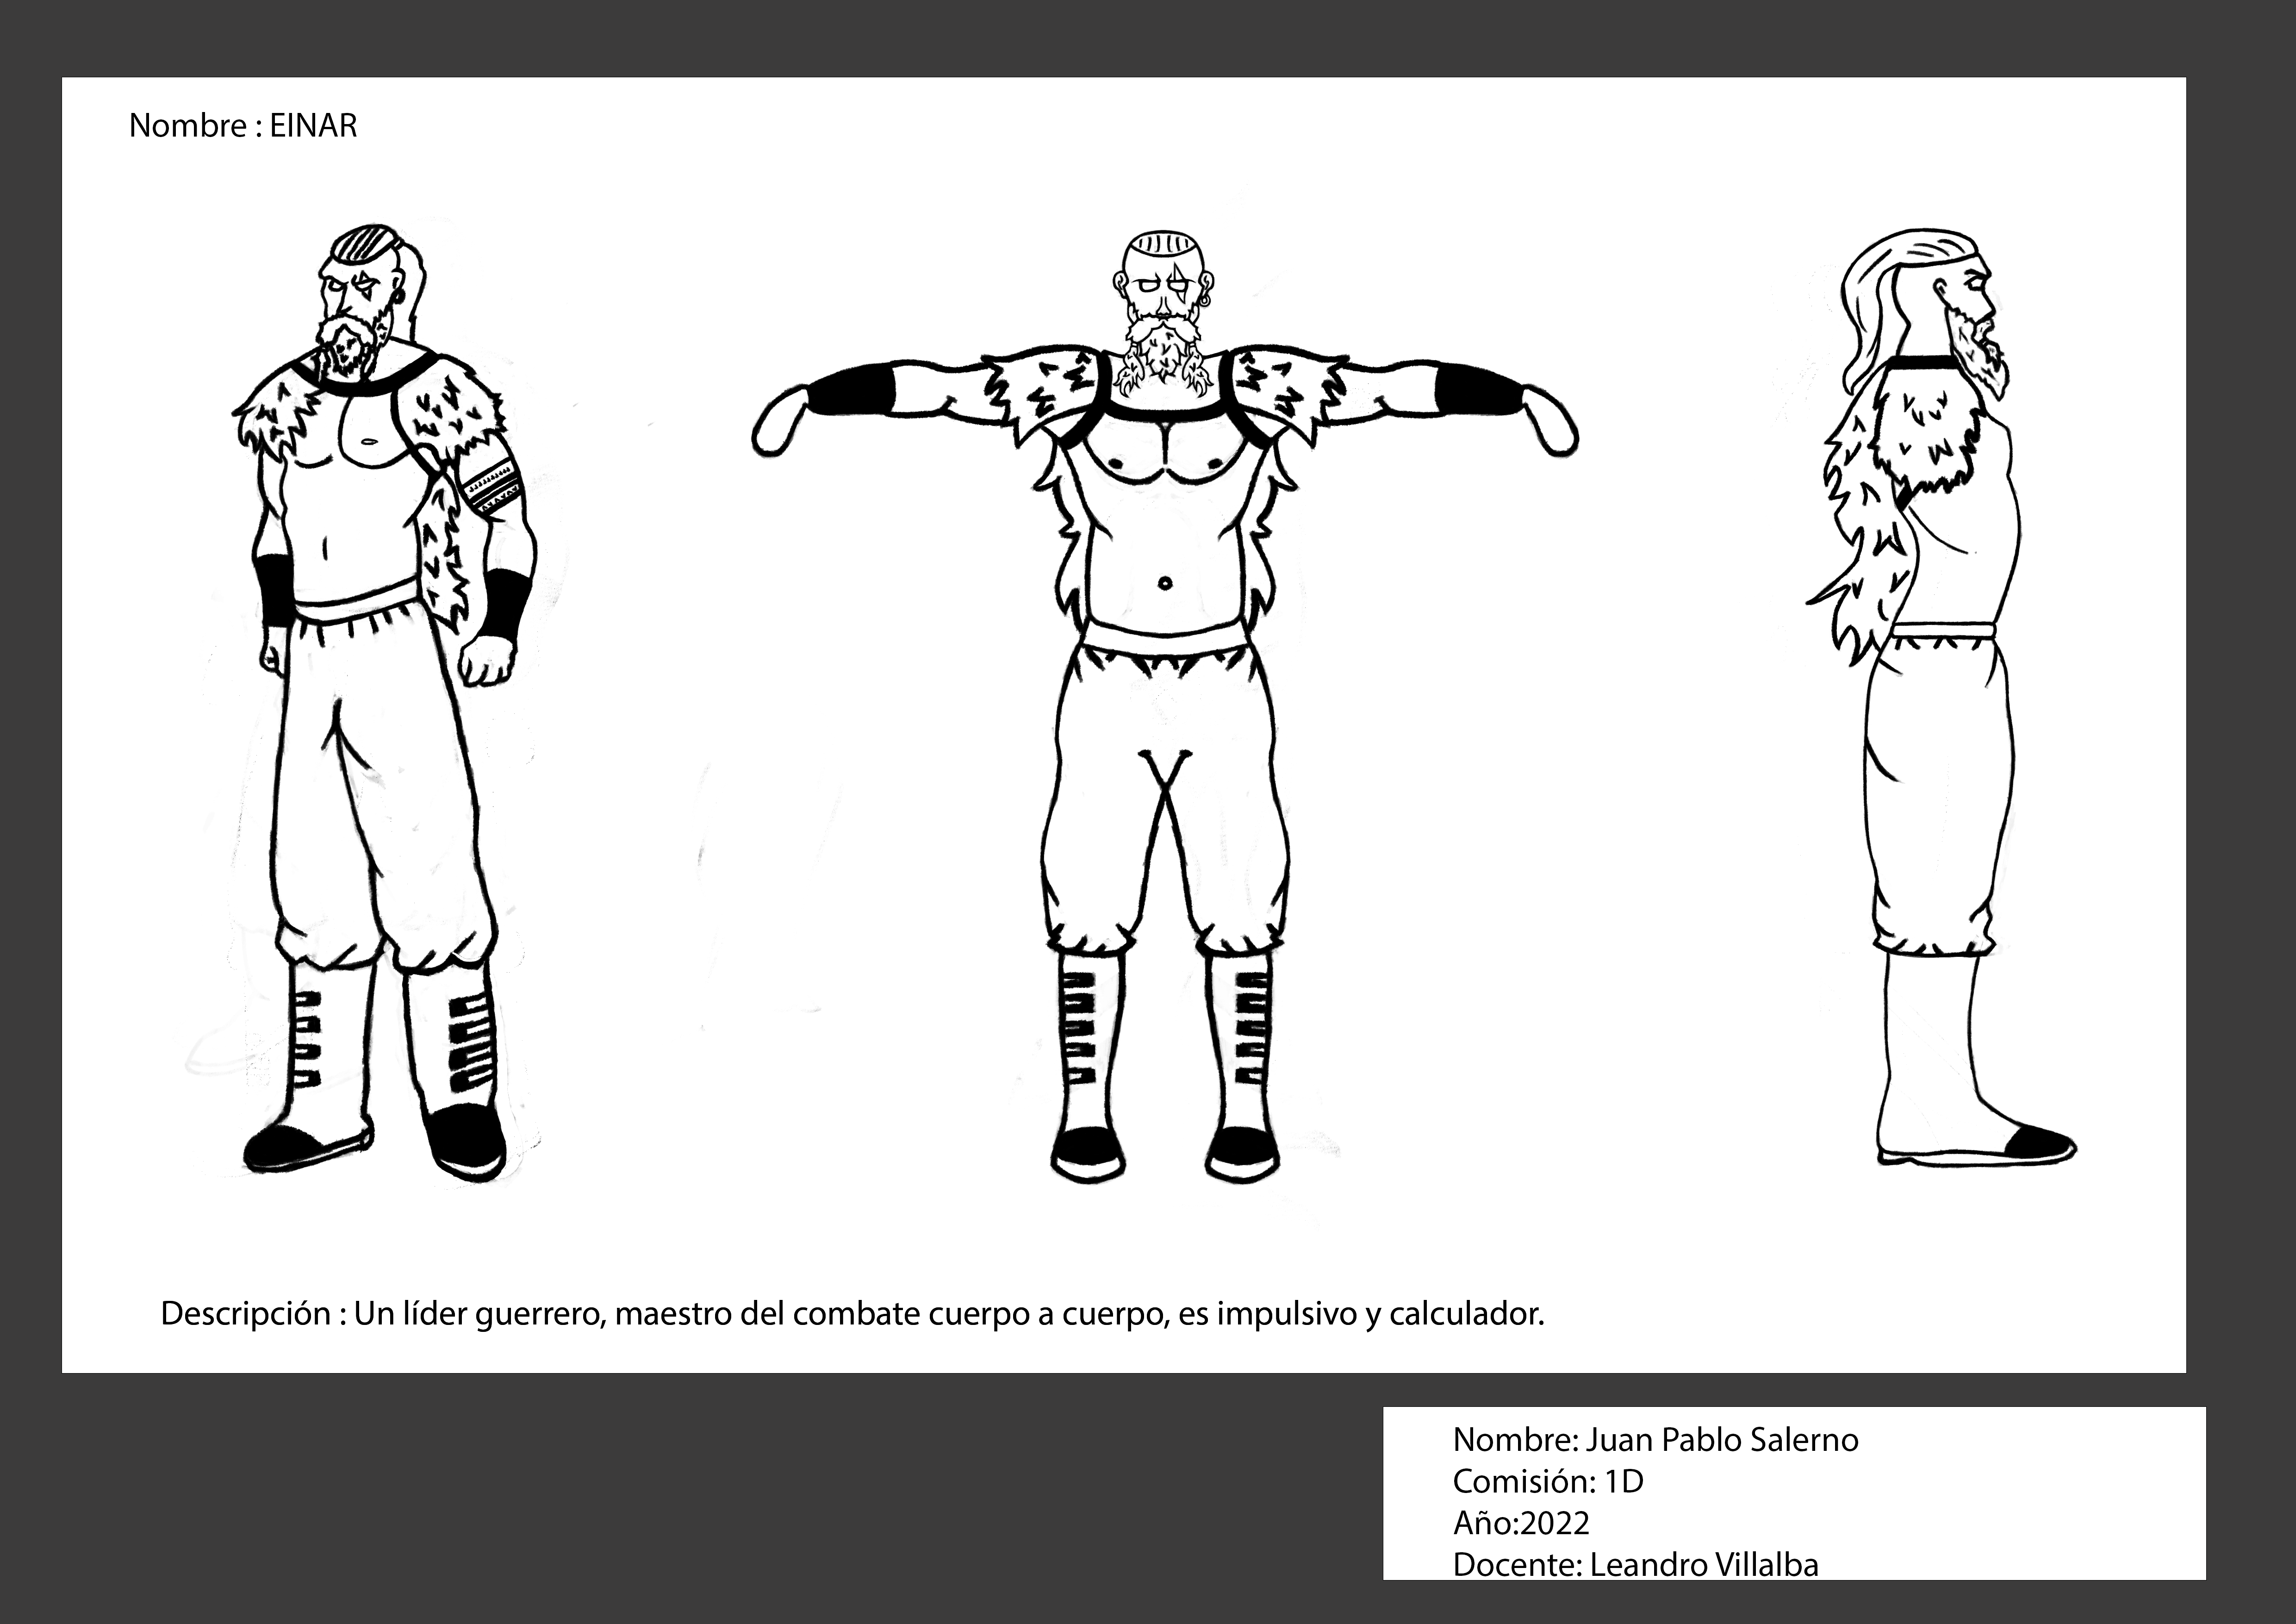 Nombre : EINAR
Descripción : Un líder guerrero, maestro del combate cuerpo a cuerpo, es impulsivo y calculador.
Nombre: Juan Pablo Salerno
Comisión: 1D
Año:2022
Docente: Leandro Villalba